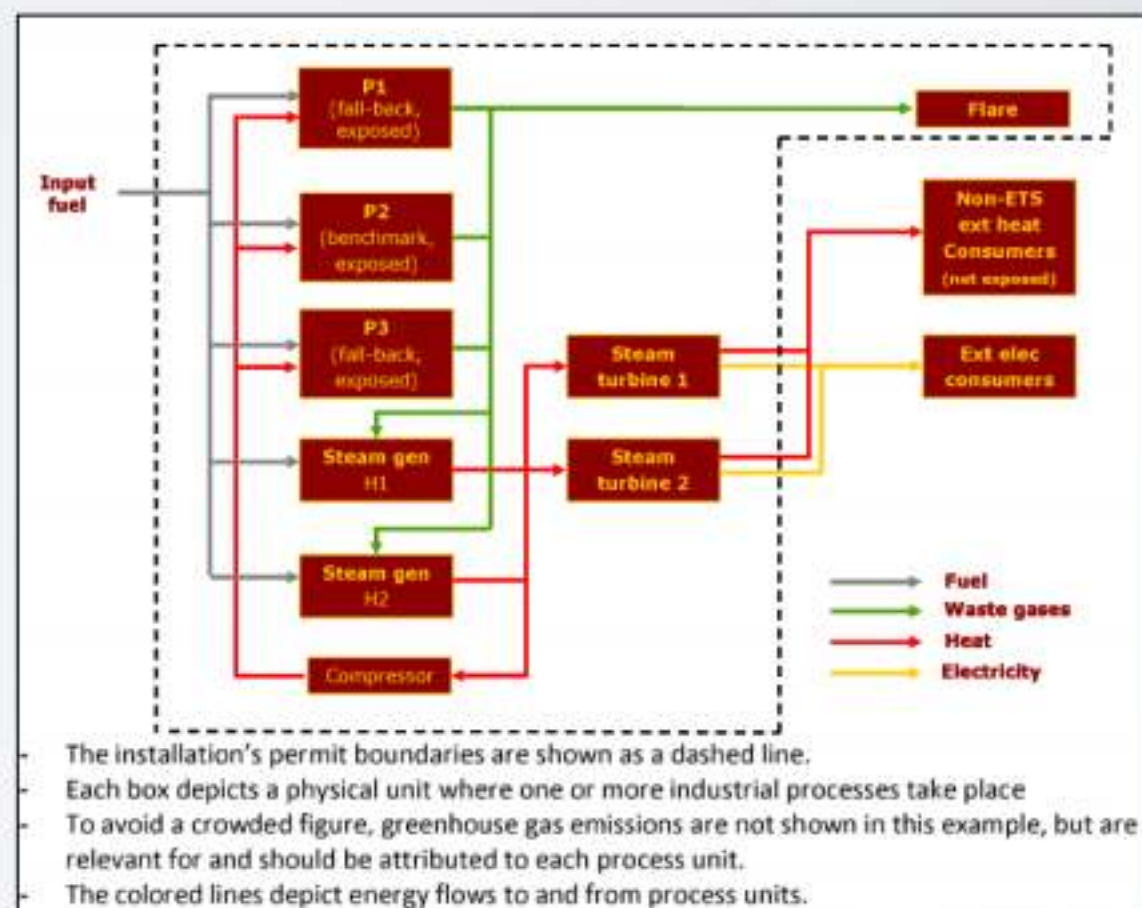 P1
(fall-back,
exposed)
Flare
Input
fuel
P2
(benchmark,
exposed)
Non-ETS
ext heat
Consumers
(not exposed)
P3
(fall-back,
exposed)
Steam
turbine 1
Ext elec
consumers
Steam gen
H1
Steam
turbine 2
Steam gen
H2
Compressor
Fuel
Waste gases
Heat
Electricity
- The installation's permit boundaries are shown as a dashed line.
- Each box depicts a physical unit where one or more industrial processes take place
- To avoid a crowded figure, greenhouse gas emissions are not shown in this example, but are
relevant for and should be attributed to each process unit.
- The colored lines depict energy flows to and from process units.